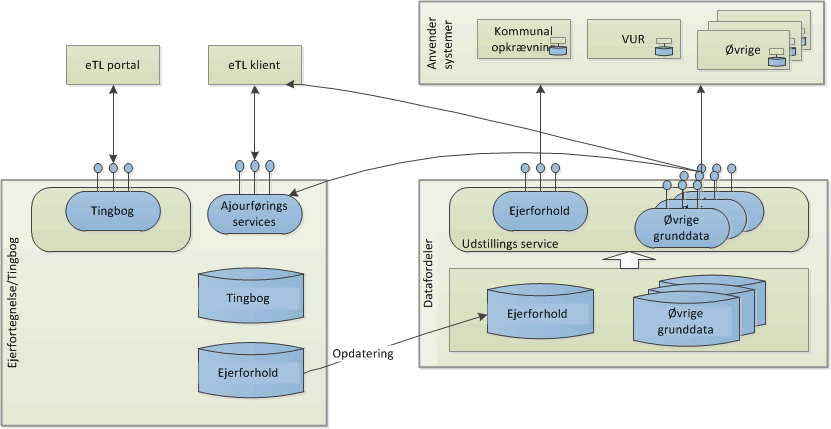 Anvender
systemer
Kommunal
opkrævning
VUR
Øvrige
eTL portal
eTL klient
Ejerfortegnelse/Tingbog
Tingbog
Ajourførings
services
Tingbog
Ejerforhold
Opdatering
Datafordeler
Ejerforhold
Øvrige
grunddata
Udstillings service
Ejerforhold
Øvrige
grunddata